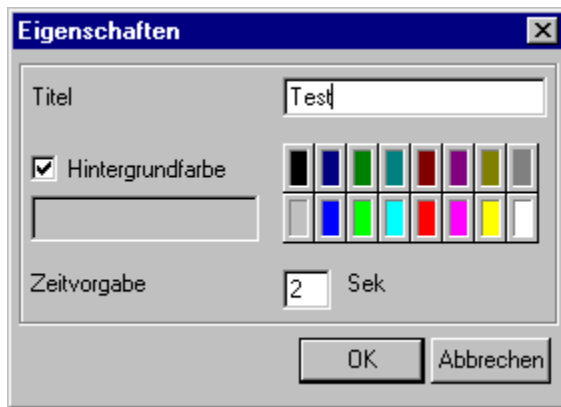 Eigenschaften
Titel Test
Hintergrundfarbe
Zeitvorgabe 2 Sek
OK Abbrechen